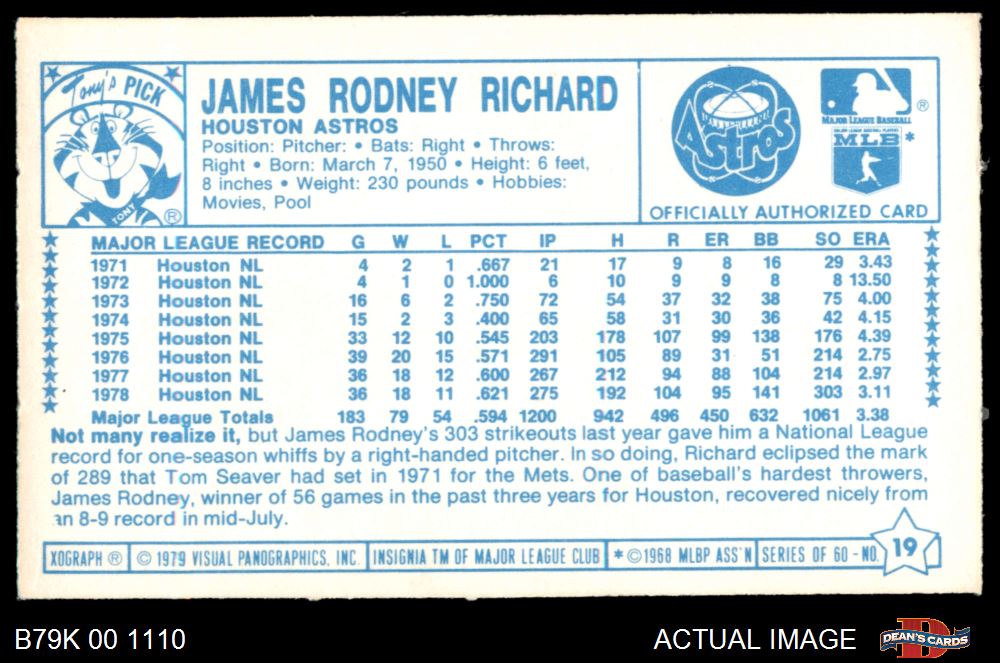 Tony's PICK
TONY
®
JAMES RODNEY RICHARD
HOUSTON ASTROS
Position: Pitcher: • Bats: Right • Throws:
Right • Born: March 7, 1950 • Height: 6 feet,
8 inches • Weight: 230 pounds • Hobbies:
Movies, Pool
Astros
®
MAJOR LEAGUE BASEBALL
MAJOR LEAGUE BASEBALL PLAYERS
MLB *
OFFICIALLY AUTHORIZED CARD
MAJOR LEAGUE RECORD G W L PCT IP H R ER BB SO ERA
1971 Houston NL 4 2 1 .667 21 17 9 8 16 29 3.43
1972 Houston NL 4 1 0 1.000 6 10 9 9 8 8 13.50
1973 Houston NL 16 6 2 .750 72 54 37 32 38 75 4.00
1974 Houston NL 15 2 3 .400 65 58 31 30 36 42 4.15
1975 Houston NL 33 12 10 .545 203 178 107 99 138 176 4.39
1976 Houston NL 39 20 15 .571 291 105 89 31 51 214 2.75
1977 Houston NL 36 18 12 .600 267 212 94 88 104 214 2.97
1978 Houston NL 36 18 11 .621 275 192 104 95 141 303 3.11
Major League Totals 183 79 54 .594 1200 942 496 450 632 1061 3.38
Not many realize it, but James Rodney's 303 strikeouts last year gave him a National League
record for one-season whiffs by a right-handed pitcher. In so doing, Richard eclipsed the mark
of 289 that Tom Seaver had set in 1971 for the Mets. One of baseball's hardest throwers,
James Rodney, winner of 56 games in the past three years for Houston, recovered nicely from
an 8-9 record in mid-July.
XOGRAPH ® © 1979 VISUAL PANOGRAPHICS, INC. INSIGNIA TM OF MAJOR LEAGUE CLUB * © 1968 MLBP ASS'N SERIES OF 60 - NO. 19
B79K 00 1110
ACTUAL IMAGE
D
DEAN'S CARDS